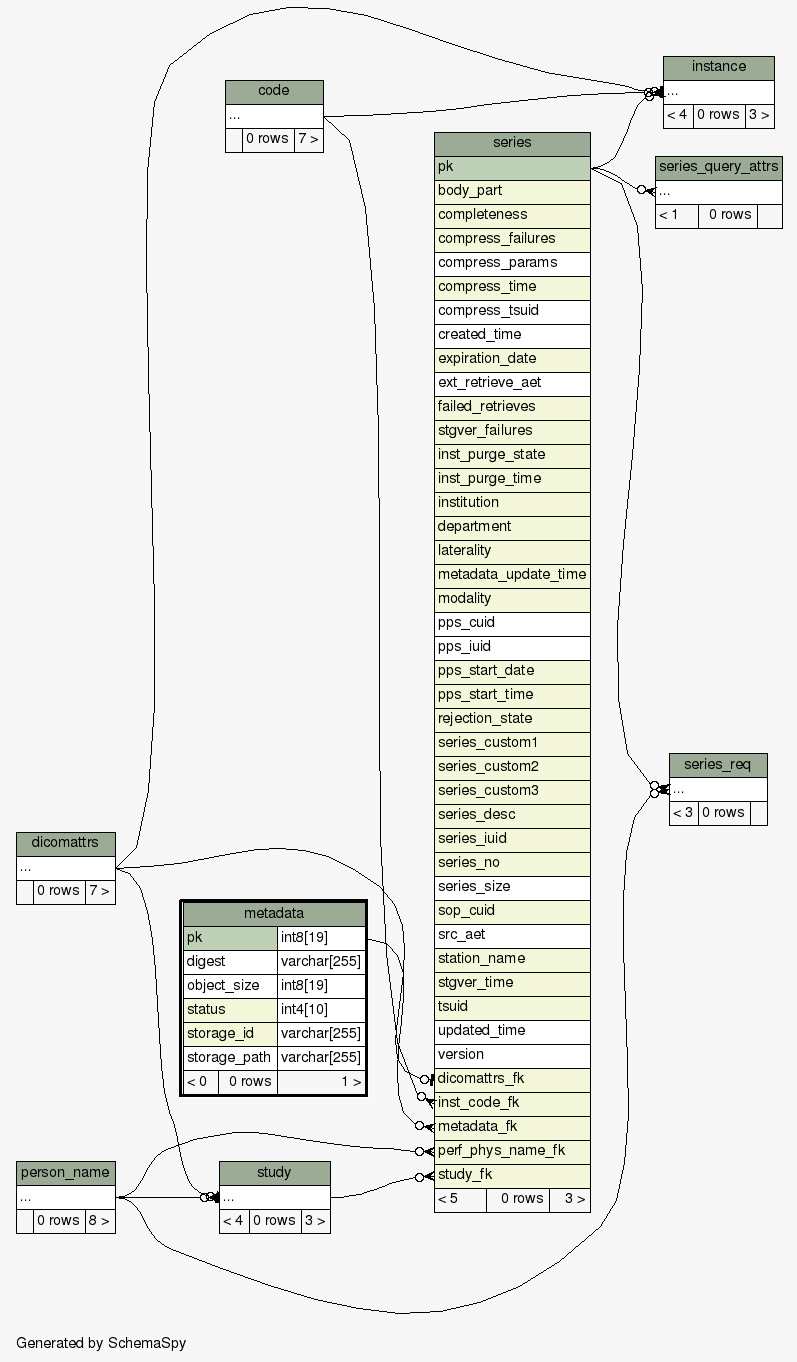 instance
...
< 4 0 rows 3 >
code
...
0 rows 7 >
series_query_attrs
...
< 1 0 rows
series
pk
body_part
completeness
compress_failures
compress_params
compress_time
compress_tsuid
created_time
expiration_date
ext_retrieve_aet
failed_retrieves
stgver_failures
inst_purge_state
inst_purge_time
institution
department
laterality
metadata_update_time
modality
pps_cuid
pps_iuid
pps_start_date
pps_start_time
rejection_state
series_custom1
series_custom2
series_custom3
series_desc
series_iuid
series_no
series_size
sop_cuid
src_aet
station_name
stgver_time
tsuid
updated_time
version
dicomattrs_fk
inst_code_fk
metadata_fk
perf_phys_name_fk
study_fk
< 5 0 rows 3 >
series_req
...
< 3 0 rows
dicomattrs
...
0 rows 7 >
metadata
pk int8[19]
digest varchar[255]
object_size int8[19]
status int4[10]
storage_id varchar[255]
storage_path varchar[255]
< 0 0 rows 1 >
person_name
...
0 rows 8 >
study
...
< 4 0 rows 3 >
Generated by SchemaSpy